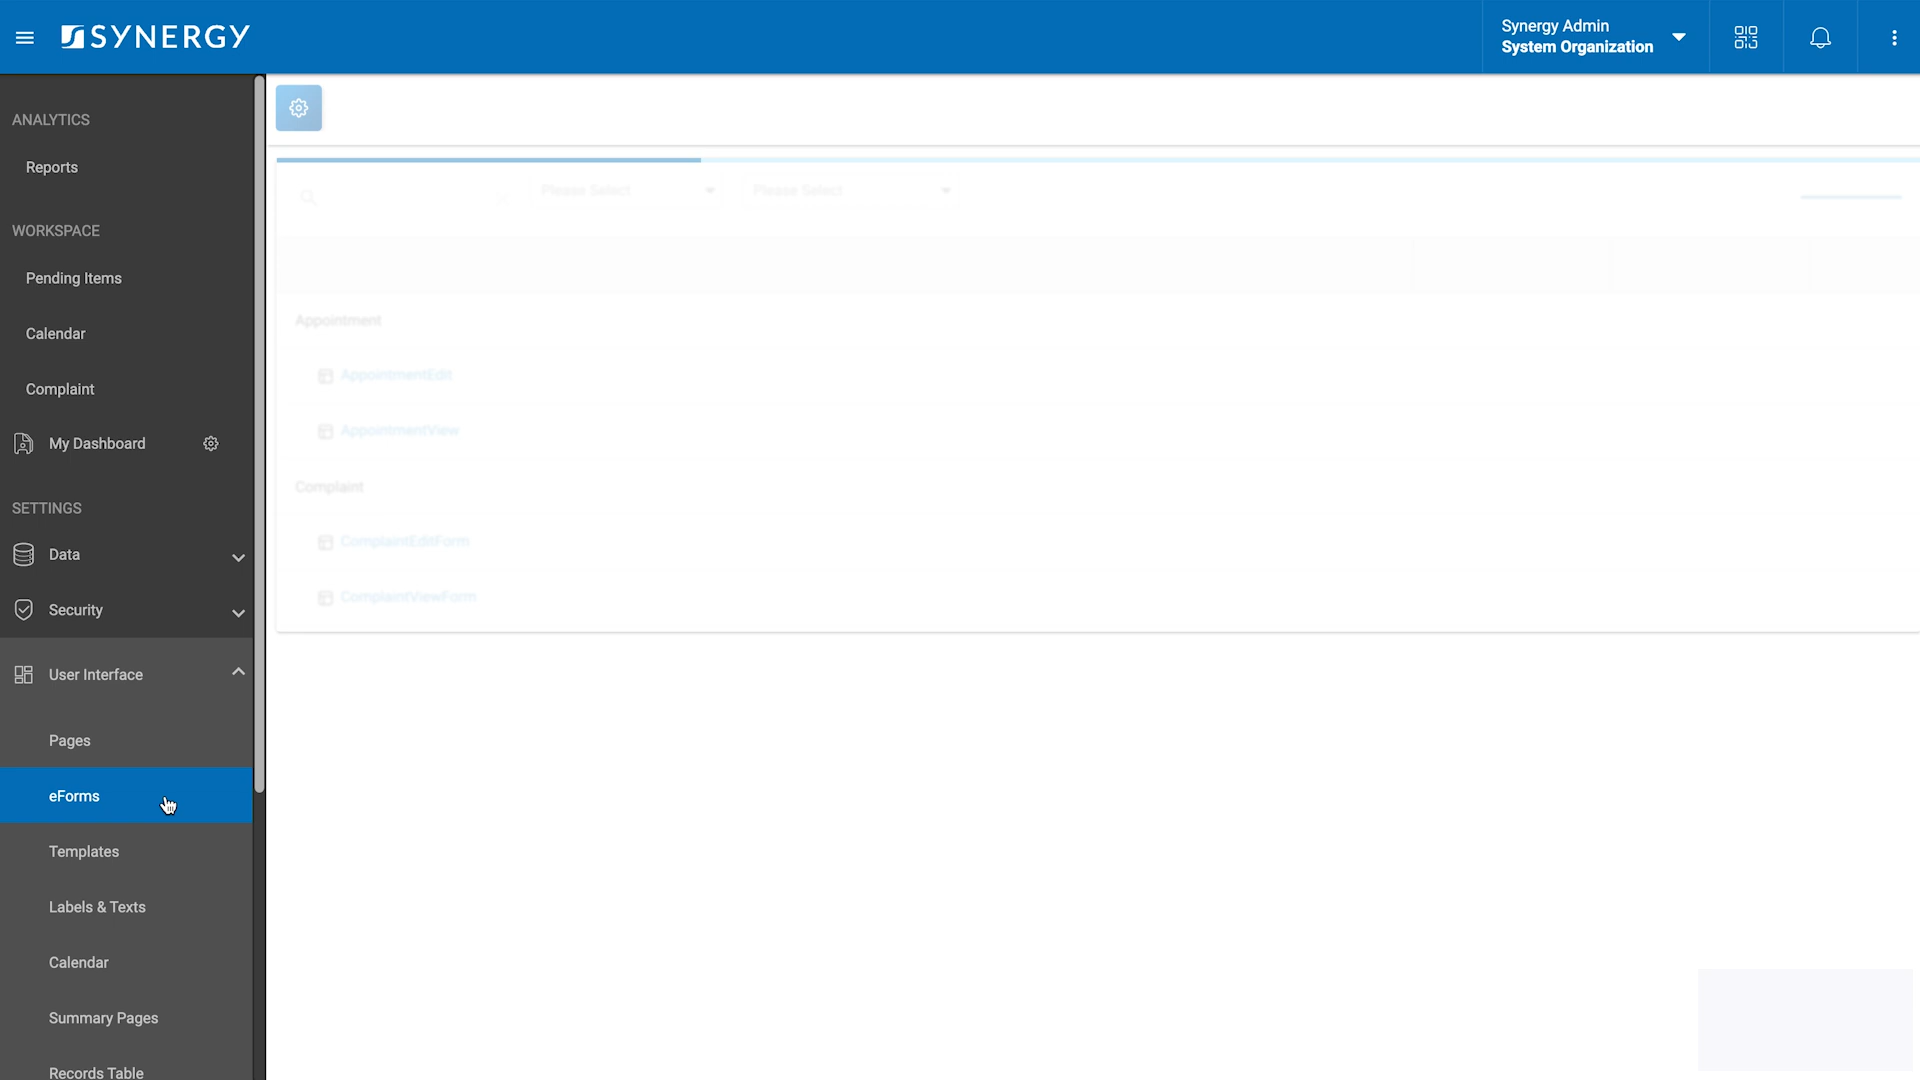 SYNERGY
Synergy Admin
System Organization
ANALYTICS
Reports
WORKSPACE
Pending Items
Calendar
Complaint
My Dashboard
SETTINGS
Data
Security
User Interface
Pages
eForms
Templates
Labels & Texts
Calendar
Summary Pages
Records Table
Please Select
Please Select
Appointment
AppointmentEdit
AppointmentView
Complaint
ComplaintEditForm
ComplaintViewForm